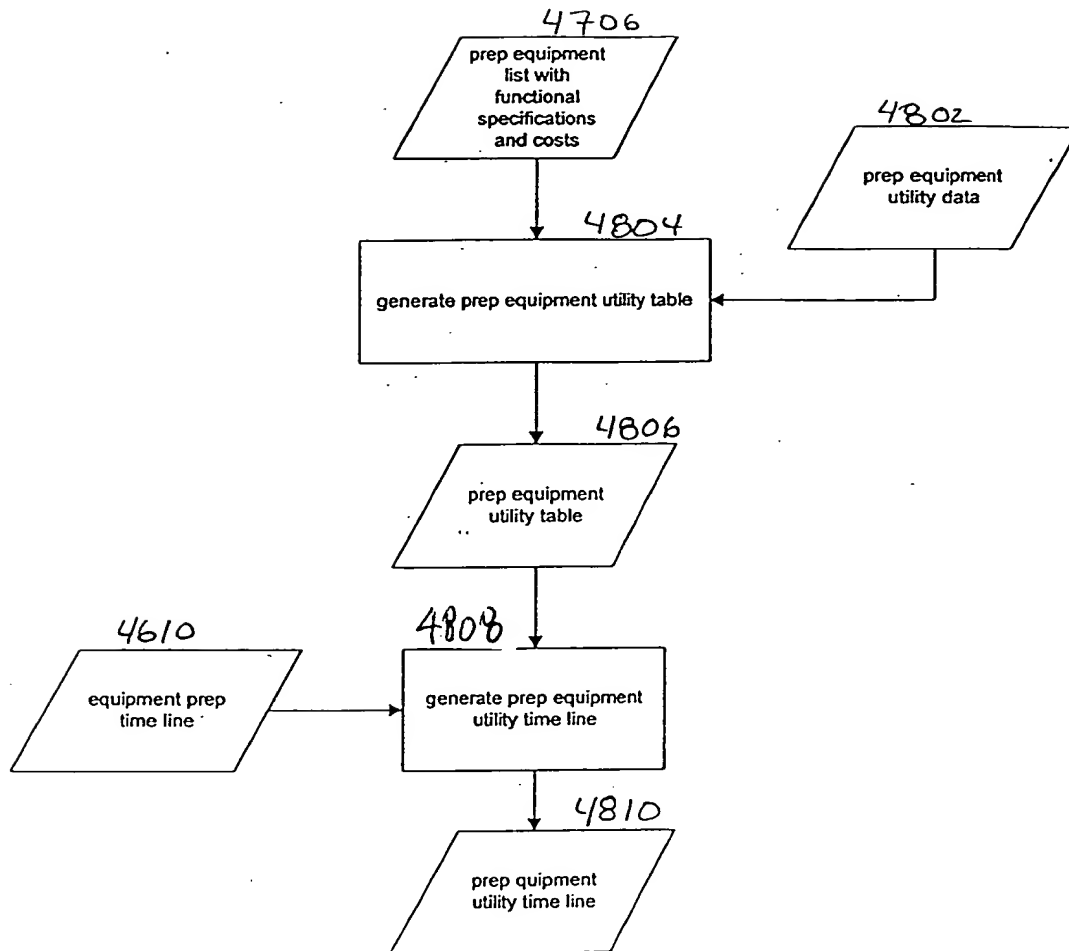 4706
prep equipment
list with
functional
specifications
and costs
4802
prep equipment
utility data
4804
generate prep equipment utility table
4806
prep equipment
utility table
4610
equipment prep
time line
4808
generate prep equipment
utility time line
4810
prep quipment
utility time line